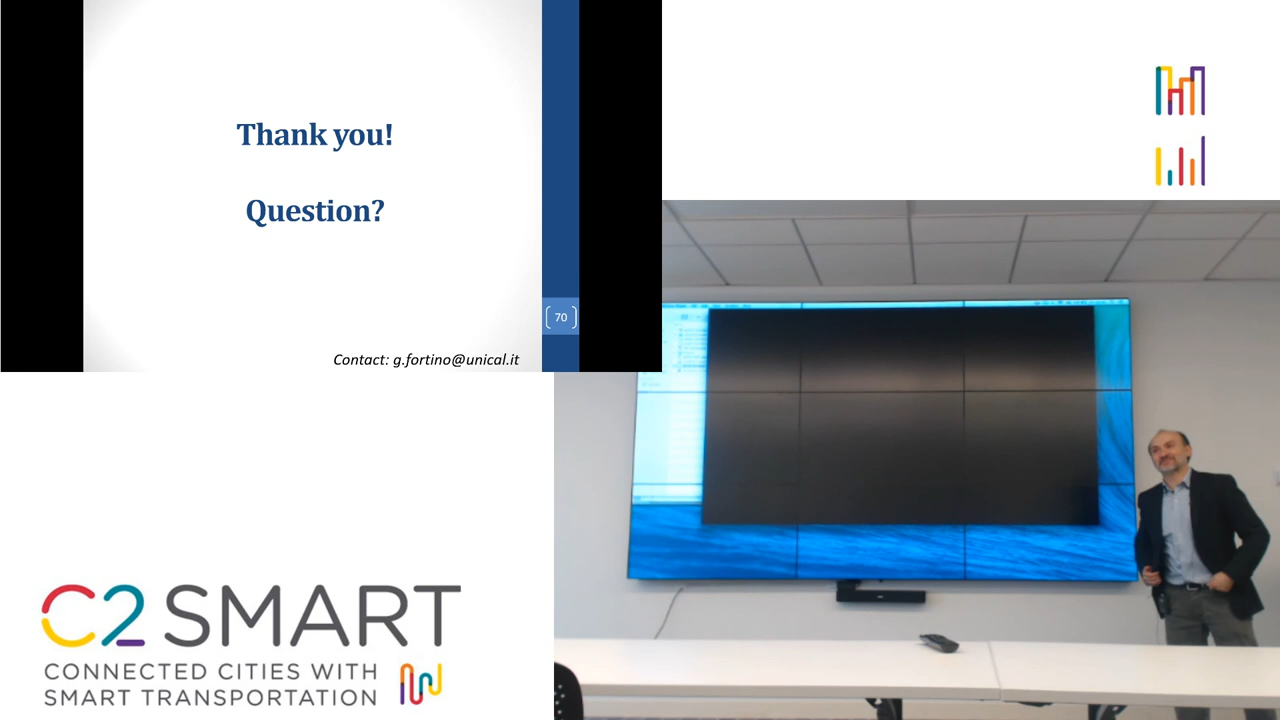 Thank you!
Question?
70
Contact: g.fortino@unical.it
C2 SMART
CONNECTED CITIES WITH
SMART TRANSPORTATION